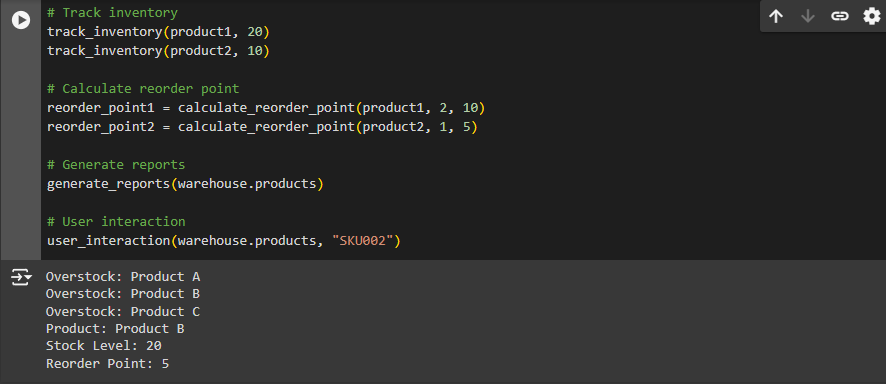 # Track inventory
track_inventory(product1, 20)
track_inventory(product2, 10)
# Calculate reorder point
reorder_point1 = calculate_reorder_point(product1, 2, 10)
reorder_point2 = calculate_reorder_point(product2, 1, 5)
# Generate reports
generate_reports(warehouse.products)
# User interaction
user_interaction(warehouse.products, "SKU002")
Overstock: Product A
Overstock: Product B
Overstock: Product C
Product: Product B
Stock Level: 20
Reorder Point: 5